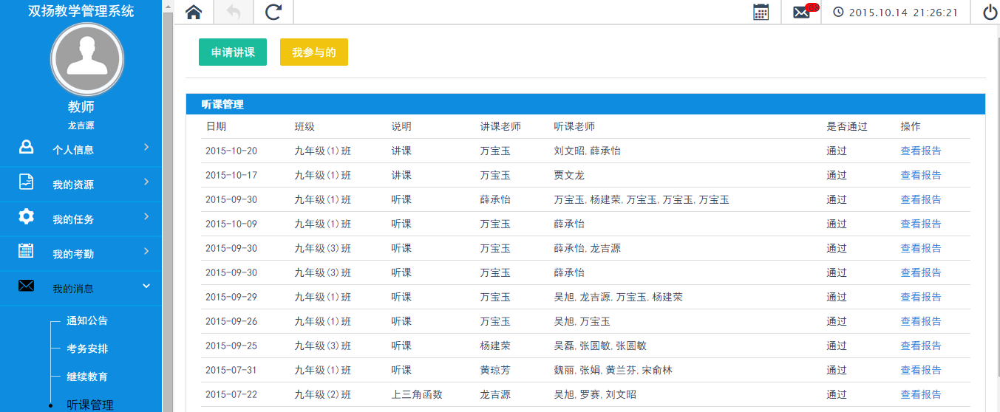 双扬教学管理系统
教师
龙吉源
个人信息
我的资源
我的任务
我的考勤
我的消息
通知公告
考务安排
继续教育
听课管理
2015.10.14 21:26:21
申请讲课 我参与的
听课管理
日期 班级 说明 讲课老师 听课老师 是否通过 操作
2015-10-20 九年级(1)班 讲课 万宝玉 刘文昭,薛承怡 通过 查看报告
2015-10-17 九年级(1)班 讲课 万宝玉 贾文龙 通过 查看报告
2015-09-30 九年级(1)班 听课 薛承怡 万宝玉,杨建荣,万宝玉,万宝玉,万宝玉 通过 查看报告
2015-10-09 九年级(1)班 听课 万宝玉 薛承怡 通过 查看报告
2015-09-30 九年级(3)班 听课 万宝玉 薛承怡,龙吉源 通过 查看报告
2015-09-30 九年级(3)班 听课 万宝玉 薛承怡 通过 查看报告
2015-09-29 九年级(1)班 听课 万宝玉 吴旭,龙吉源,万宝玉,杨建荣 通过 查看报告
2015-09-26 九年级(1)班 听课 万宝玉 吴旭,万宝玉 通过 查看报告
2015-09-25 九年级(3)班 听课 杨建荣 吴磊,张圆敏,张圆敏 通过 查看报告
2015-07-31 九年级(1)班 听课 黄琼芳 魏丽,张娟,黄兰芬,宋俞林 通过 查看报告
2015-07-22 九年级(2)班 上三角函数 龙吉源 吴旭,罗赛,刘文昭 通过 查看报告